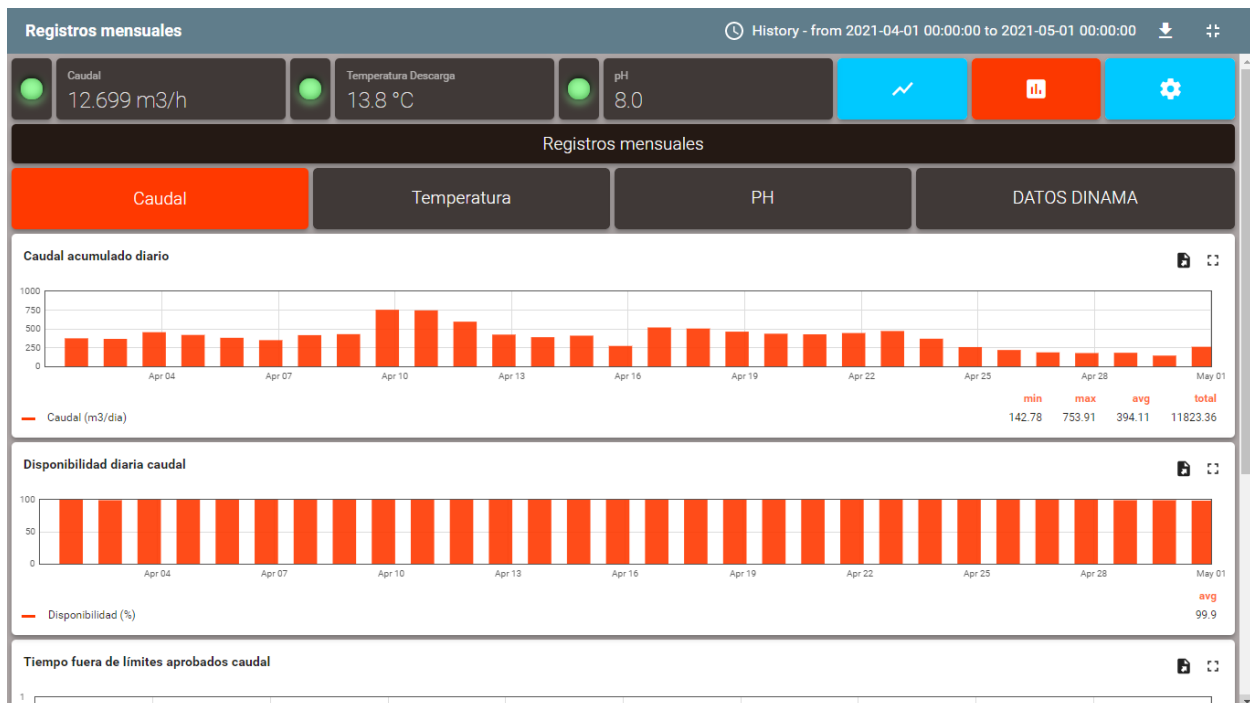 Registros mensuales
History - from 2021-04-01 00:00:00 to 2021-05-01 00:00:00
Caudal
12.699 m3/h
Temperatura Descarga
13.8 °C
pH
8.0
Registros mensuales
Caudal
Temperatura
PH
DATOS DINAMA
Caudal acumulado diario
1000
750
500
250
0
Apr 04 Apr 07 Apr 10 Apr 13 Apr 16 Apr 19 Apr 22 Apr 25 Apr 28 May 01
min max avg total
Caudal (m3/dia) 142.78 753.91 394.11 11823.36
Disponibilidad diaria caudal
100
50
0
Apr 04 Apr 07 Apr 10 Apr 13 Apr 16 Apr 19 Apr 22 Apr 25 Apr 28 May 01
avg
Disponibilidad (%) 99.9
Tiempo fuera de límites aprobados caudal
1